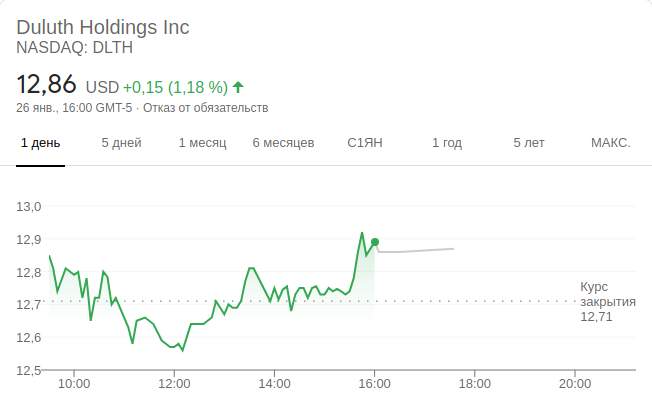 Duluth Holdings Inc
NASDAQ: DLTH
12,86 USD +0,15 (1,18 %)
26 янв., 16:00 GMT-5 · Отказ от обязательств
1 день 5 дней 1 месяц 6 месяцев С1ЯН 1 год 5 лет МАКС.
13,0
12,9
12,8
12,7
12,6
12,5
Курс
закрытия
12,71
10:00 12:00 14:00 16:00 18:00 20:00